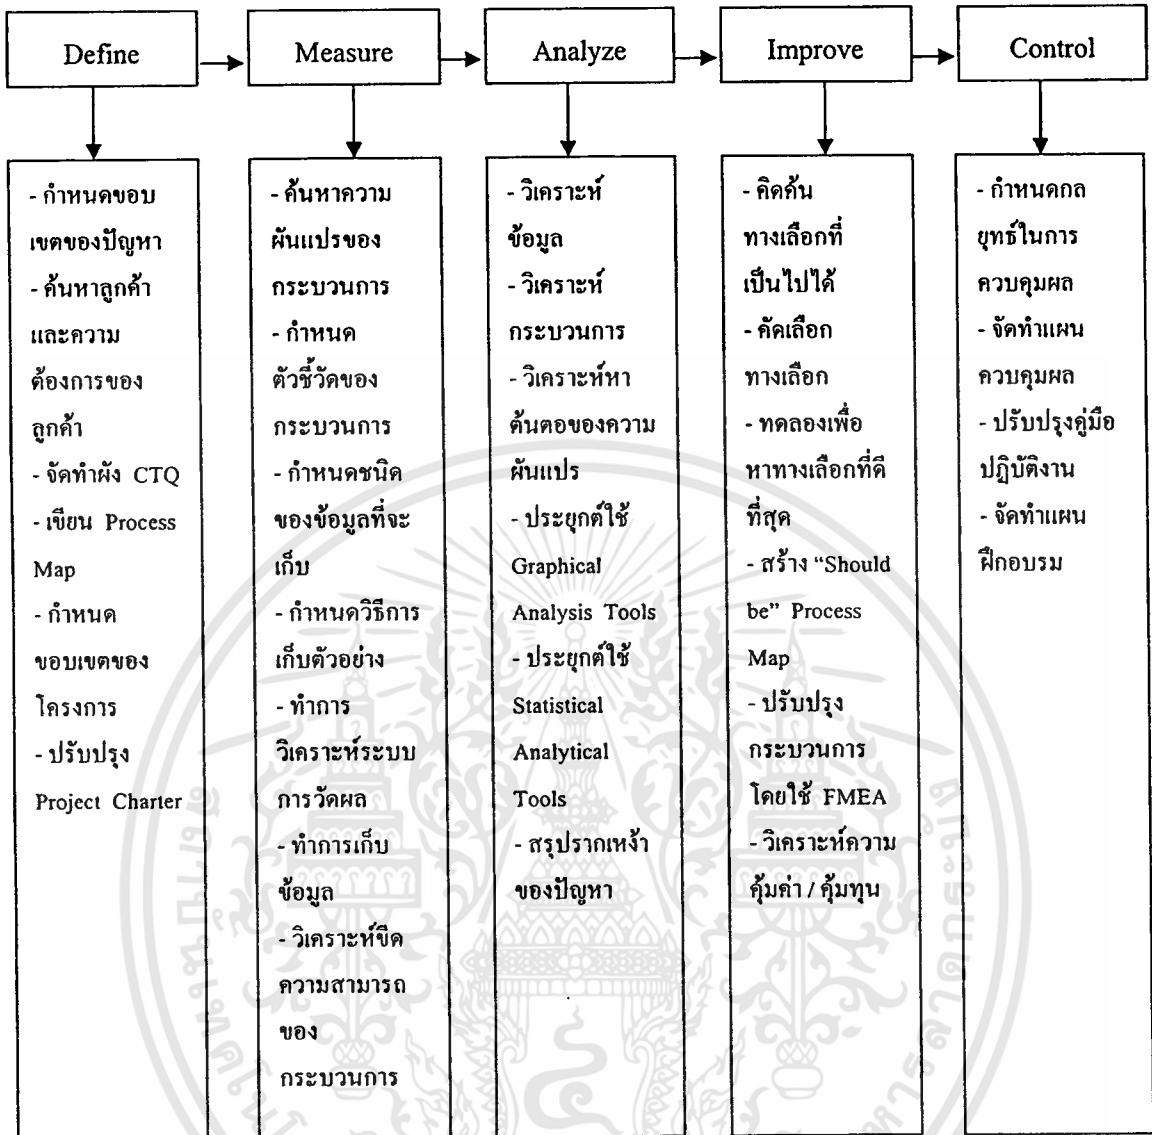 Define
Measure
Analyze
Improve
Control
- กำหนดขอบ
เขตของปัญหา
- ค้นหาลูกค้า
และความ
ต้องการของ
ลูกค้า
- จัดทำผัง CTQ
- เขียน Process
Map
- กำหนด
ขอบเขตของ
โครงการ
- ปรับปรุง
Project Charter
- ค้นหาความ
ผันแปรของ
กระบวนการ
- กำหนด
ตัวชี้วัดของ
กระบวนการ
- กำหนดชนิด
ของข้อมูลที่จะ
เก็บ
- กำหนดวิธีการ
เก็บตัวอย่าง
- ทำการ
วิเคราะห์ระบบ
การวัดผล
- ทำการเก็บ
ข้อมูล
- วิเคราะห์ขีด
ความสามารถ
ของ
กระบวนการ
- วิเคราะห์
ข้อมูล
- วิเคราะห์
กระบวนการ
- วิเคราะห์หา
ต้นตอของความ
ผันแปร
- ประยุกต์ใช้
Graphical
Analysis Tools
- ประยุกต์ใช้
Statistical
Analytical
Tools
- สรุปรากเหง้า
ของปัญหา
- คิดค้น
ทางเลือกที่
เป็นไปได้
- คัดเลือก
ทางเลือก
- ทดลองเพื่อ
หาทางเลือกที่ดี
ที่สุด
- สร้าง “Should
be” Process
Map
- ปรับปรุง
กระบวนการ
โดยใช้ FMEA
- วิเคราะห์ความ
คุ้มค่า / คุ้มทุน
- กำหนดกล
ยุทธ์ในการ
ควบคุมผล
- จัดทำแผน
ควบคุมผล
- ปรับปรุงคู่มือ
ปฏิบัติงาน
- จัดทำแผน
ฝึกอบรม